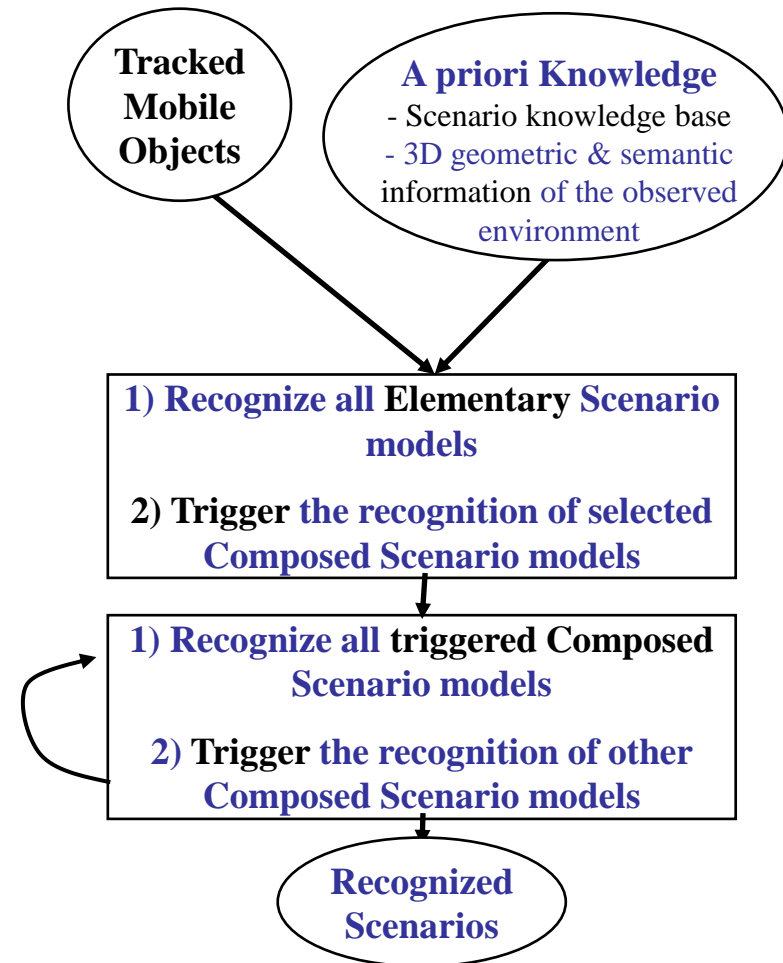 Tracked
Mobile
Objects
A priori Knowledge
- Scenario knowledge base
- 3D geometric & semantic
information of the observed
environment
1) Recognize all Elementary Scenario
models
2) Trigger the recognition of selected
Composed Scenario models
1) Recognize all triggered Composed
Scenario models
2) Trigger the recognition of other
Composed Scenario models
Recognized
Scenarios